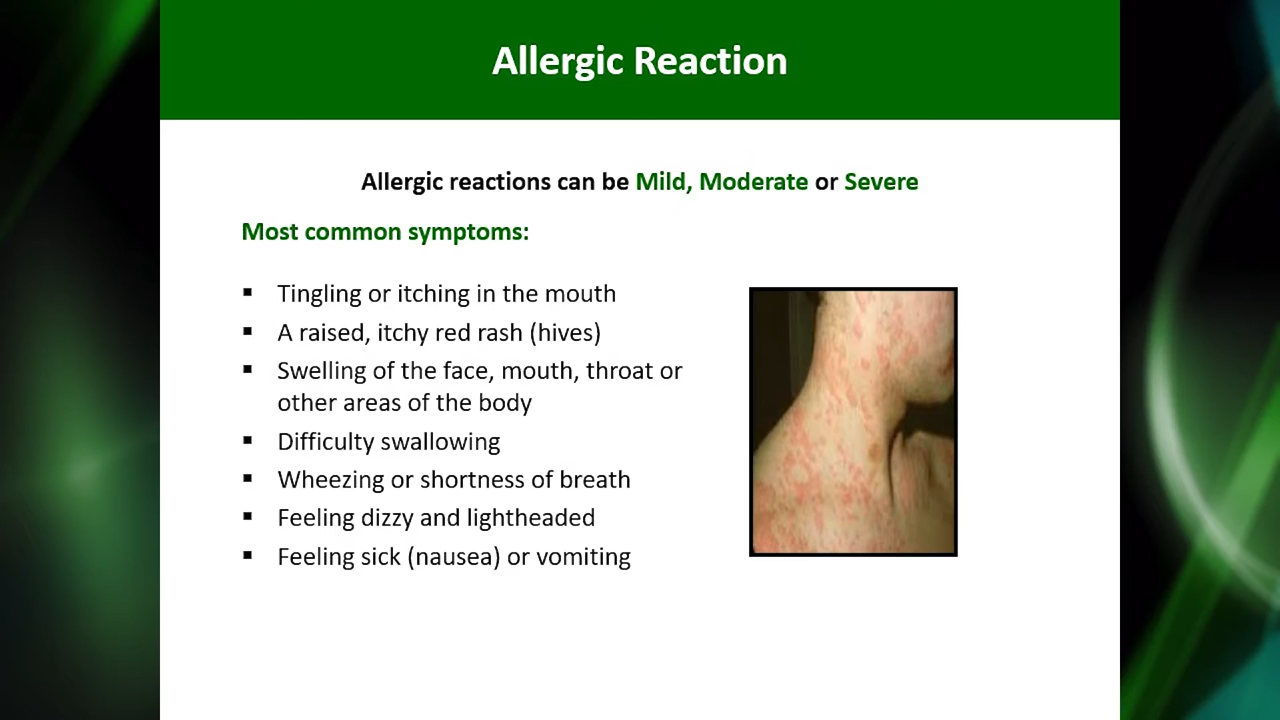 Allergic Reaction
Allergic reactions can be Mild, Moderate or Severe
Most common symptoms:
▪ Tingling or itching in the mouth
▪ A raised, itchy red rash (hives)
▪ Swelling of the face, mouth, throat or
other areas of the body
▪ Difficulty swallowing
▪ Wheezing or shortness of breath
▪ Feeling dizzy and lightheaded
▪ Feeling sick (nausea) or vomiting